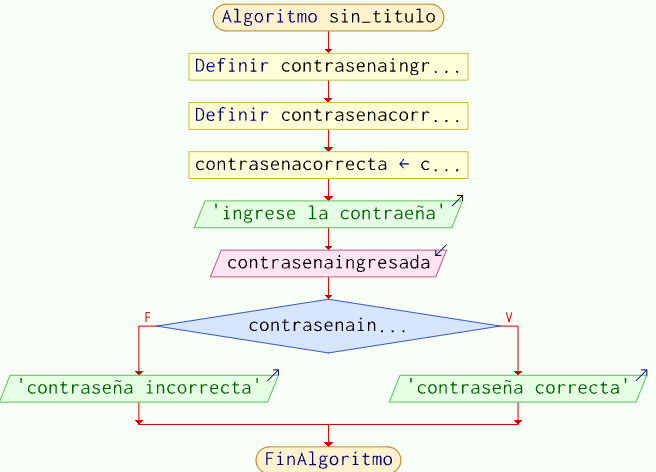 Algoritmo sin_titulo
Definir contrasenaingr...
Definir contrasenacorr...
contrasenacorrecta ← c...
'ingrese la contraeña'
contrasenaingresada
F
V
contrasenain...
'contraseña incorrecta'
'contraseña correcta'
FinAlgoritmo